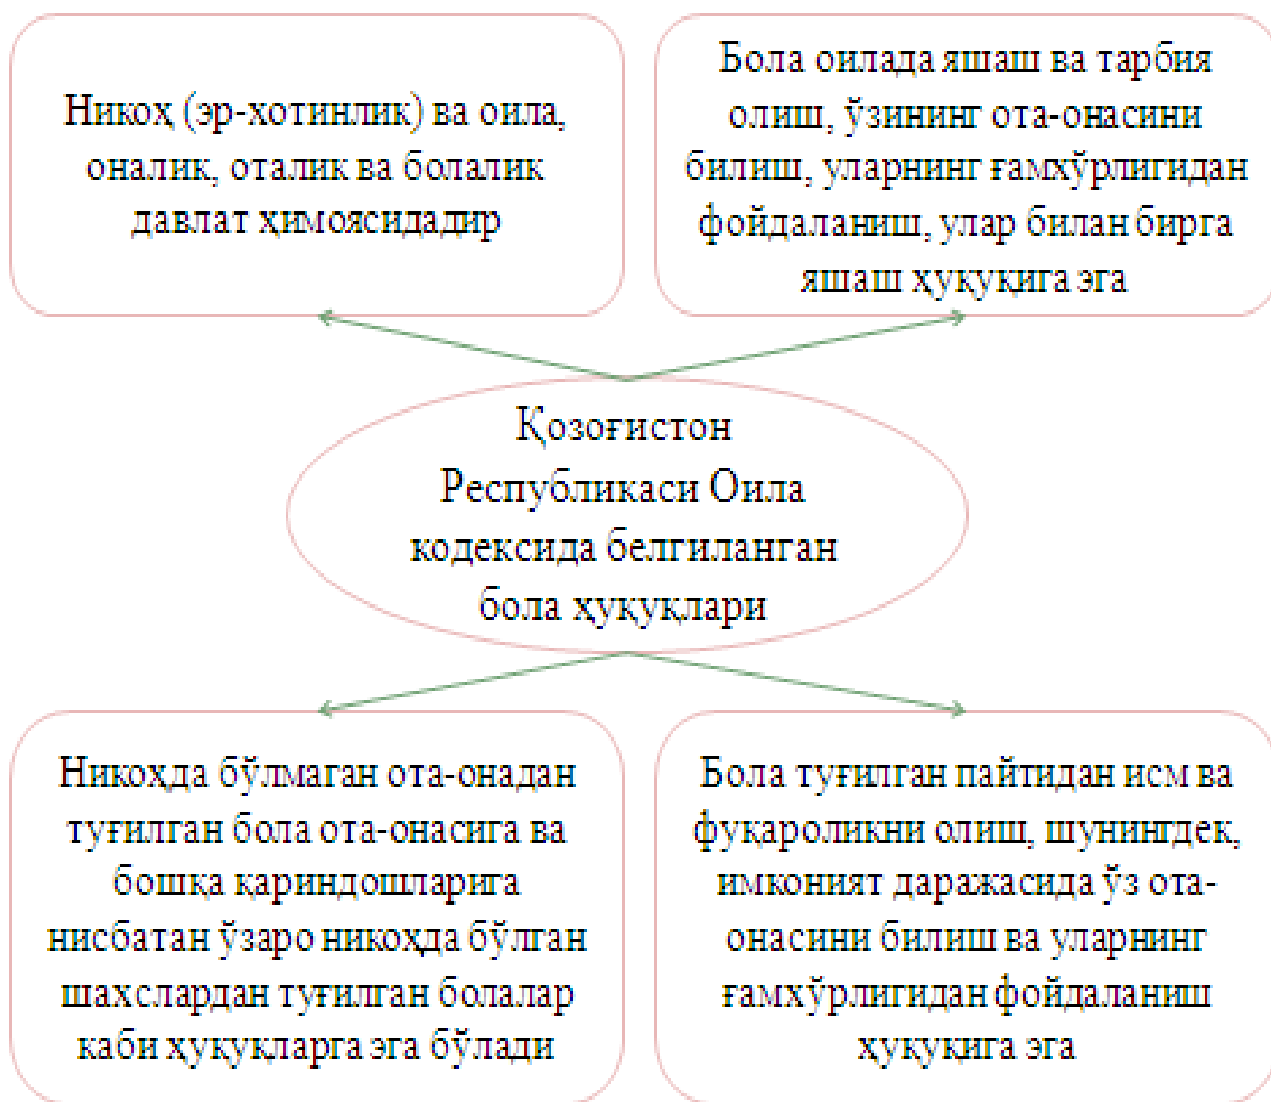 Никоҳ (эр-хотинлик) ва оила,
оналик, оталик ва болалик
давлат ҳимоясидадир
Бола оилада яшаш ва тарбия
олиш, ўзининг ота-онасини
билиш, уларнинг ғамхўрлигидан
фойдаланиш, улар билан бирга
яшаш ҳуқуқига эга
Қозоғистон
Республикаси Оила
кодексида белгиланган
бола ҳуқуқлари
Никоҳда бўлмаган ота-онадан
туғилган бола ота-онасига ва
бошқа қариндошларига
нисбатан ўзаро никоҳда бўлган
шахслардан туғилган болалар
каби ҳуқуқларга эга бўлади
Бола туғилган пайтидан исм ва
фуқароликни олиш, шунингдек,
имконият даражасида ўз ота-
онасини билиш ва уларнинг
ғамхўрлигидан фойдаланиш
ҳуқуқига эга